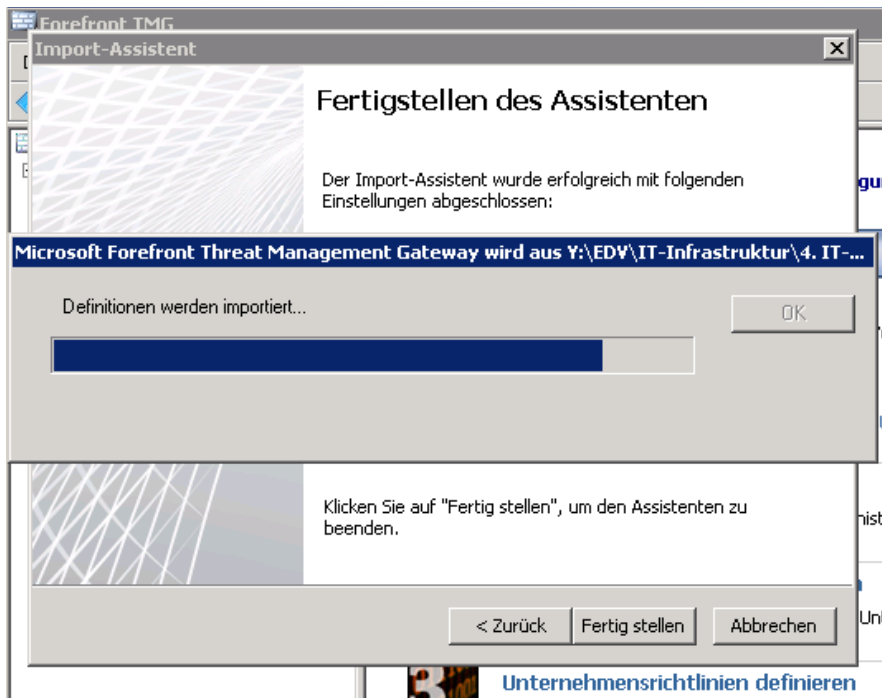 Forefront TMG
Import-Assistent
Fertigstellen des Assistenten
Der Import-Assistent wurde erfolgreich mit folgenden
Einstellungen abgeschlossen:
Microsoft Forefront Threat Management Gateway wird aus Y:\EDV\IT-Infrastruktur\4. IT-...
Definitionen werden importiert...
OK
Klicken Sie auf "Fertig stellen", um den Assistenten zu
beenden.
< Zurück
Fertig stellen
Abbrechen
3
Unternehmensrichtlinien definieren